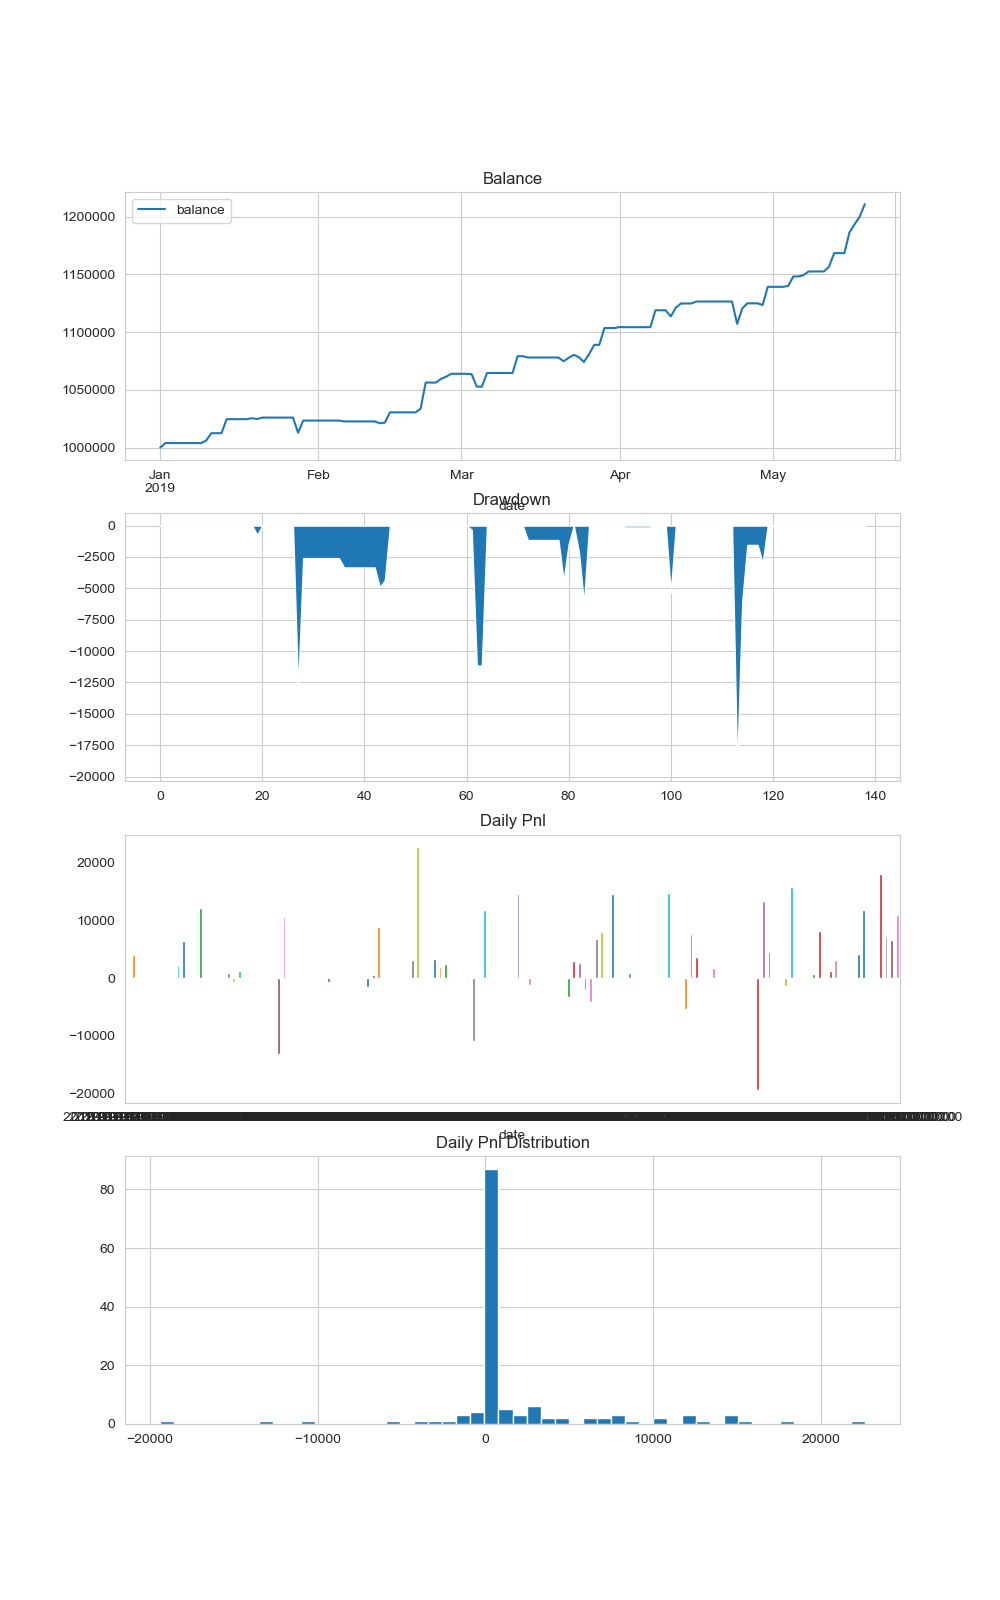 Balance
balance
1200000
1150000
1100000
1050000
1000000
Jan Feb Mar Apr May
2019
date
Drawdown
0
−2500
−5000
−7500
−10000
−12500
−15000
−17500
−20000
0 20 40 60 80 100 120 140
Daily Pnl
20000
10000
0
−10000
−20000
date
Daily Pnl Distribution
80
60
40
20
0
−20000 −10000 0 10000 20000